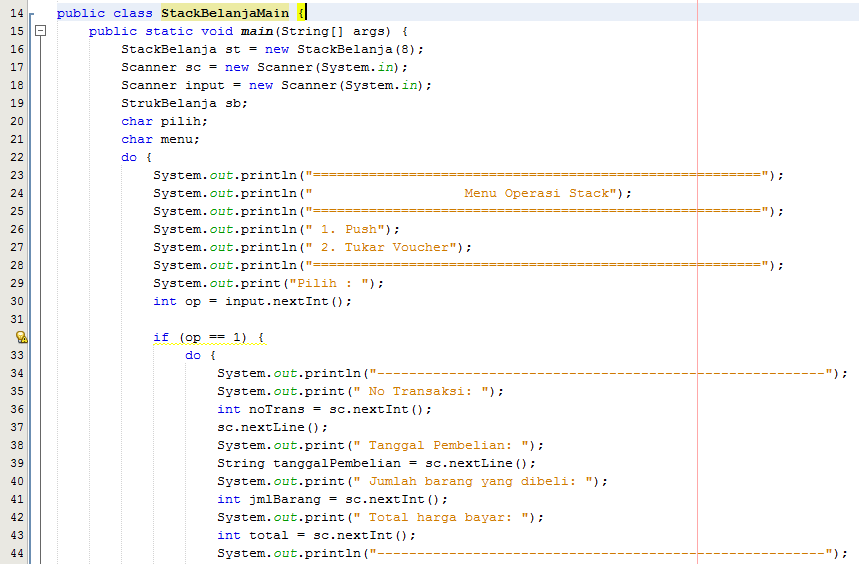 14 public class StackBelanjaMain {
15 public static void main(String[] args) {
16 StackBelanja st = new StackBelanja(8);
17 Scanner sc = new Scanner(System.in);
18 Scanner input = new Scanner(System.in);
19 StrukBelanja sb;
20 char pilih;
21 char menu;
22 do {
23 System.out.println("========================================================");
24 System.out.println("                   Menu Operasi Stack");
25 System.out.println("========================================================");
26 System.out.println(" 1. Push");
27 System.out.println(" 2. Tukar Voucher");
28 System.out.println("========================================================");
29 System.out.print("Pilih : ");
30 int op = input.nextInt();
31
if (op == 1) {
33 do {
34 System.out.println("--------------------------------------------------------");
35 System.out.print(" No Transaksi: ");
36 int noTrans = sc.nextInt();
37 sc.nextLine();
38 System.out.print(" Tanggal Pembelian: ");
39 String tanggalPembelian = sc.nextLine();
40 System.out.print(" Jumlah barang yang dibeli: ");
41 int jmlBarang = sc.nextInt();
42 System.out.print(" Total harga bayar: ");
43 int total = sc.nextInt();
44 System.out.println("--------------------------------------------------------");